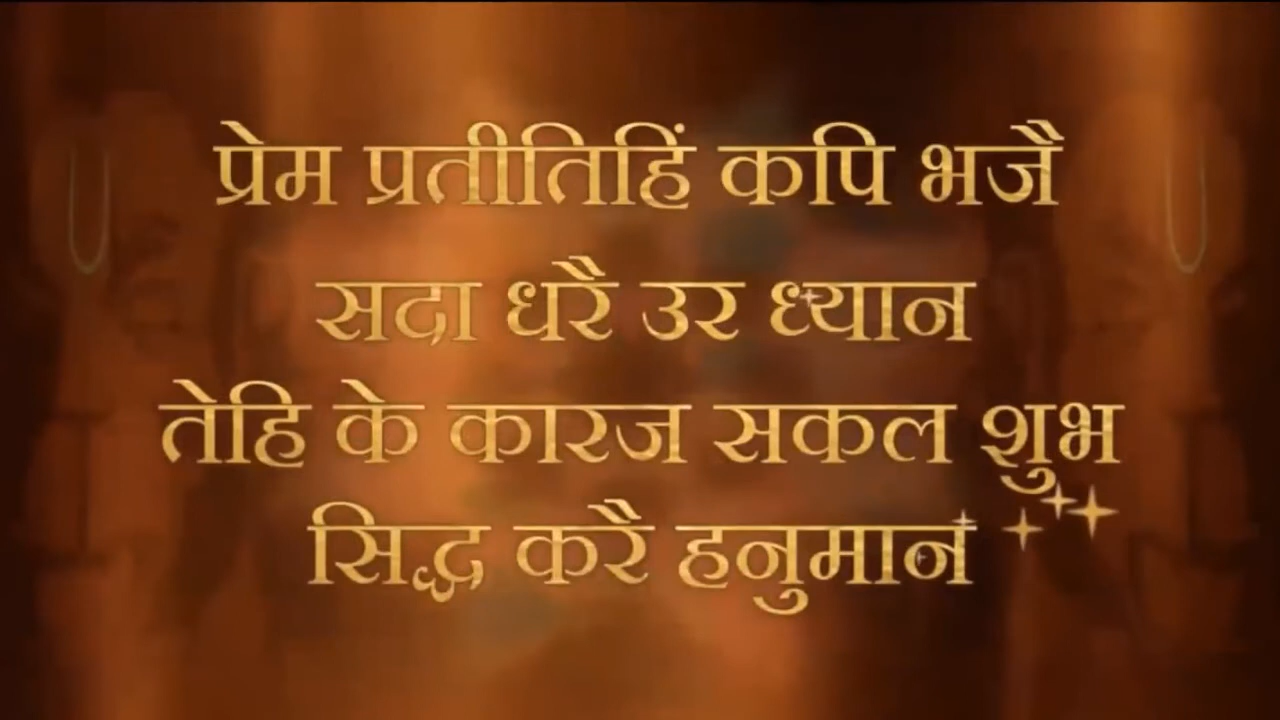 प्रेम प्रतीतिहिं कपि भजै
सदा धरै उर ध्यान
तेहि के कारज सकल शुभ
सिद्ध करै हनुमान